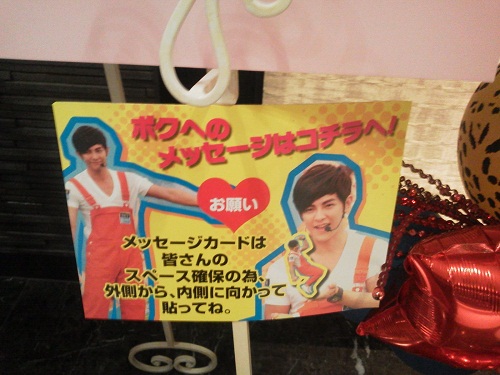 ボクへの
メッセージはコチラへ!
お願い
メッセージカードは
皆さんの
スペース確保の為、
外側から、内側に向かって
貼ってね。